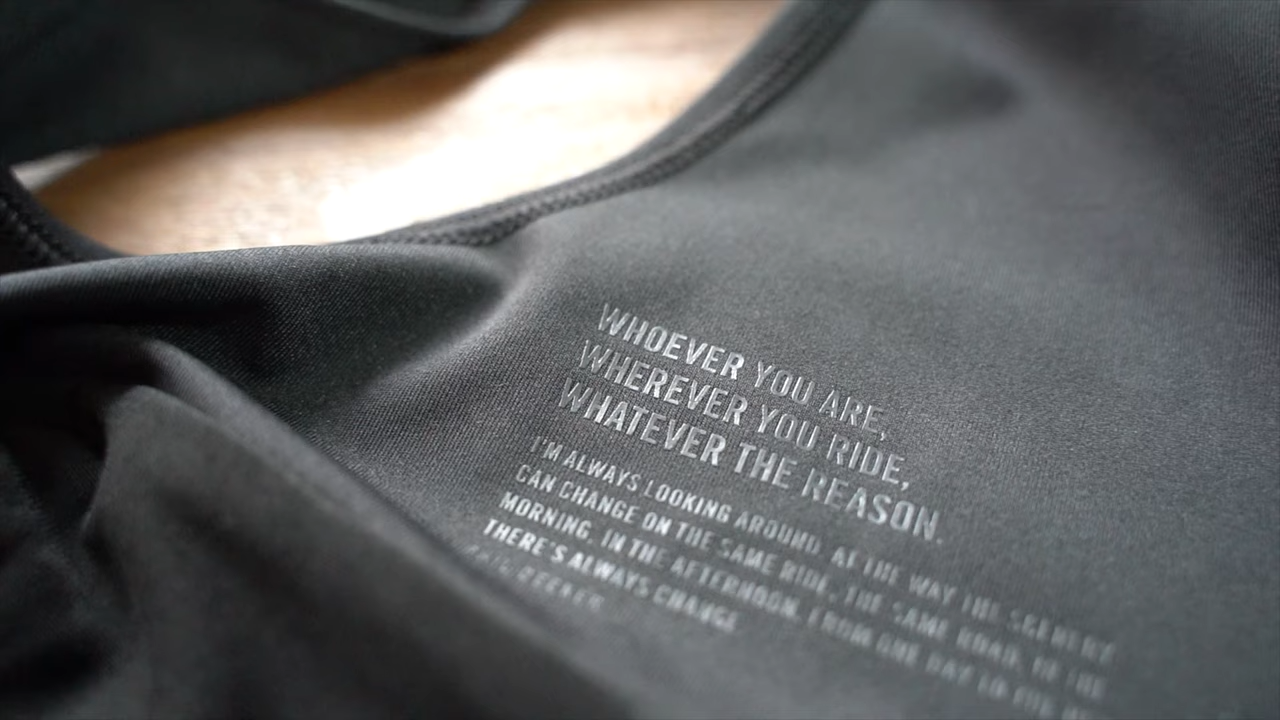 WHOEVER YOU ARE,
WHEREVER YOU RIDE,
WHATEVER THE REASON.
I'M ALWAYS LOOKING AROUND, AT THE WAY THE SCENERY
CAN CHANGE ON THE SAME RIDE, THE SAME ROAD, IN THE
MORNING, IN THE AFTERNOON, FROM ONE DAY TO THE
THERE'S ALWAYS CHANGE